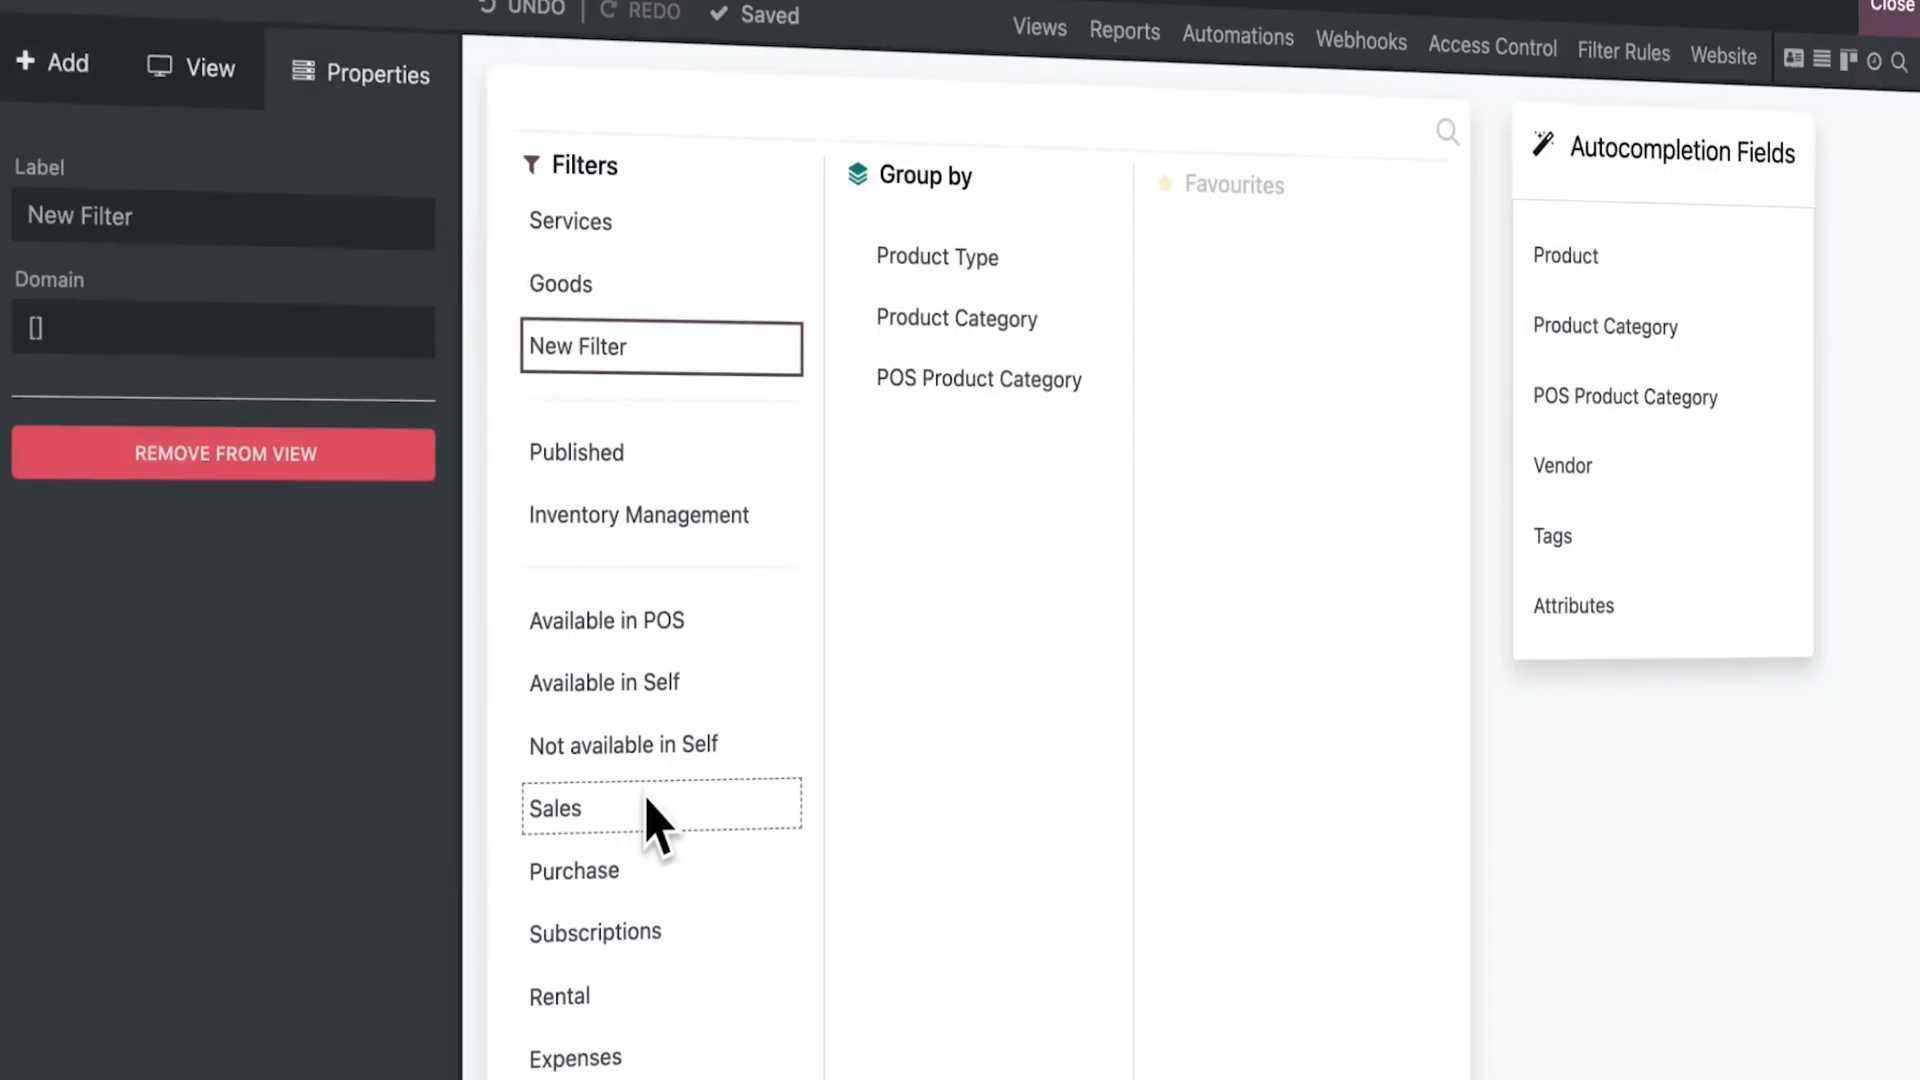 UNDO
REDO
Saved
Close
Views
Reports
Automations
Webhooks
Access Control
Filter Rules
Website
Add
View
Properties
Label
New Filter
Domain
[]
REMOVE FROM VIEW
Filters
Services
Goods
New Filter
Published
Inventory Management
Available in POS
Available in Self
Not available in Self
Sales
Purchase
Subscriptions
Rental
Expenses
Group by
Product Type
Product Category
POS Product Category
Favourites
Autocompletion Fields
Product
Product Category
POS Product Category
Vendor
Tags
Attributes